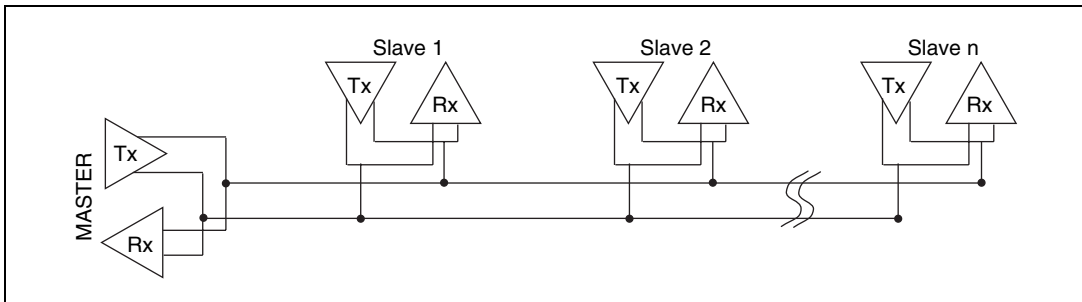 Slave 1
Slave 2
Slave n
Tx
Rx
Tx
Rx
Tx
Rx
MASTER
Tx
Rx